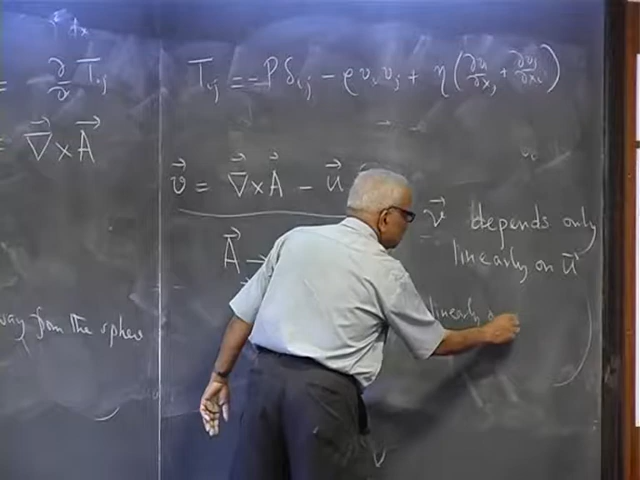 = ∂/∂ T_ij
∇⃗ × A⃗
way from the sphere
T_ij = - P δ_ij - ρ v_i v_j + η (∂v_i/∂x_j + ∂v_j/∂x_i)
v⃗ = ∇⃗ × A⃗ - u⃗
A⃗ →
v⃗ depends only
linearly on u⃗
linearly